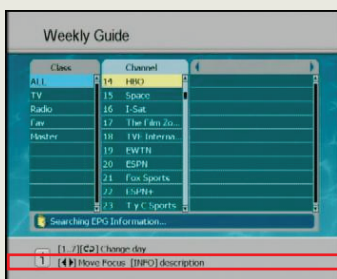 Weekly Guide
Class Channel
ALL 14 HBO
TV 15 Space
Radio 16 I-Sat
Fav 17 The Film Zo...
Master 18 TVE Interna...
19 EWTN
20 ESPN
21 Fox Sports
22 ESPN+
23 T y C Sports
Searching EPG Information...
[1..7][] Change day
1 [] Move Focus [INFO] description